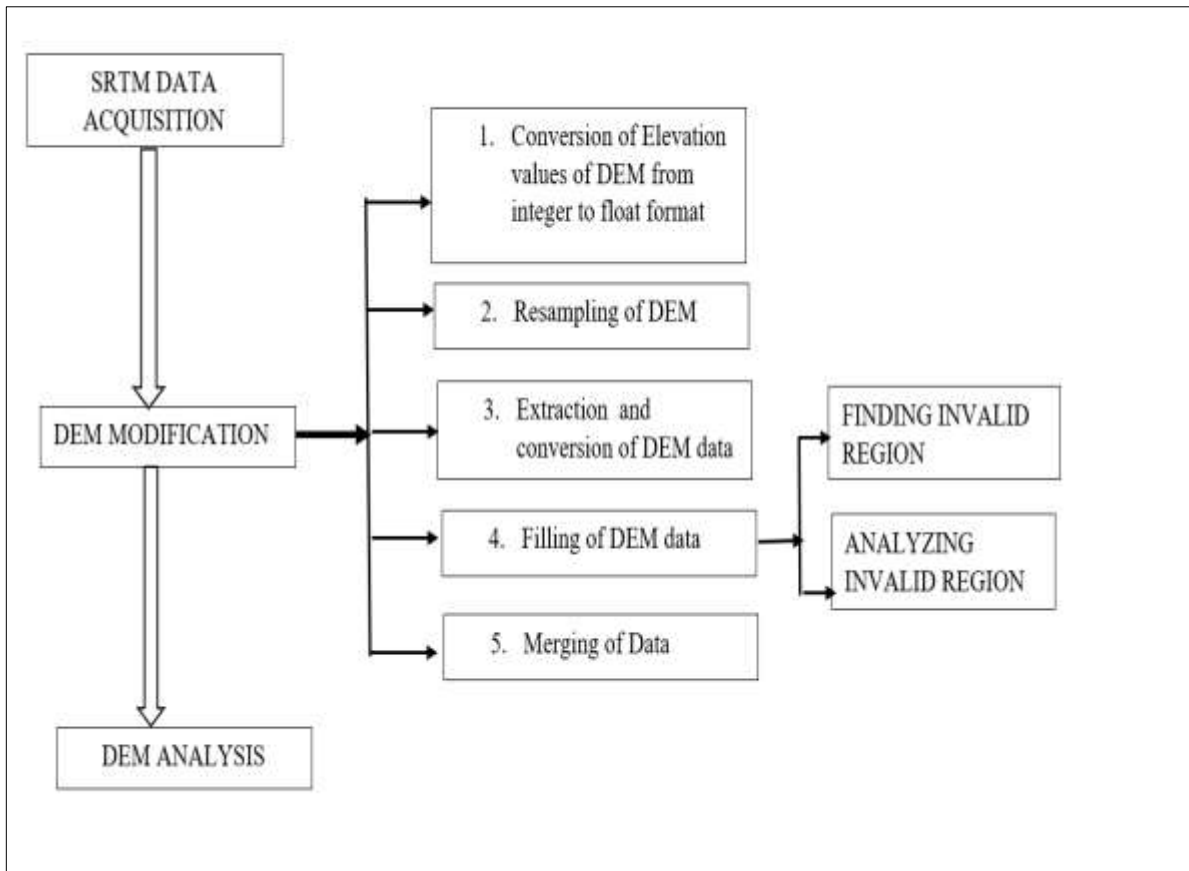 SRTM DATA
ACQUISITION
1. Conversion of Elevation
values of DEM from
integer to float format
2. Resampling of DEM
DEM MODIFICATION
3. Extraction and
conversion of DEM data
FINDING INVALID
REGION
4. Filling of DEM data
ANALYZING
INVALID REGION
5. Merging of Data
DEM ANALYSIS